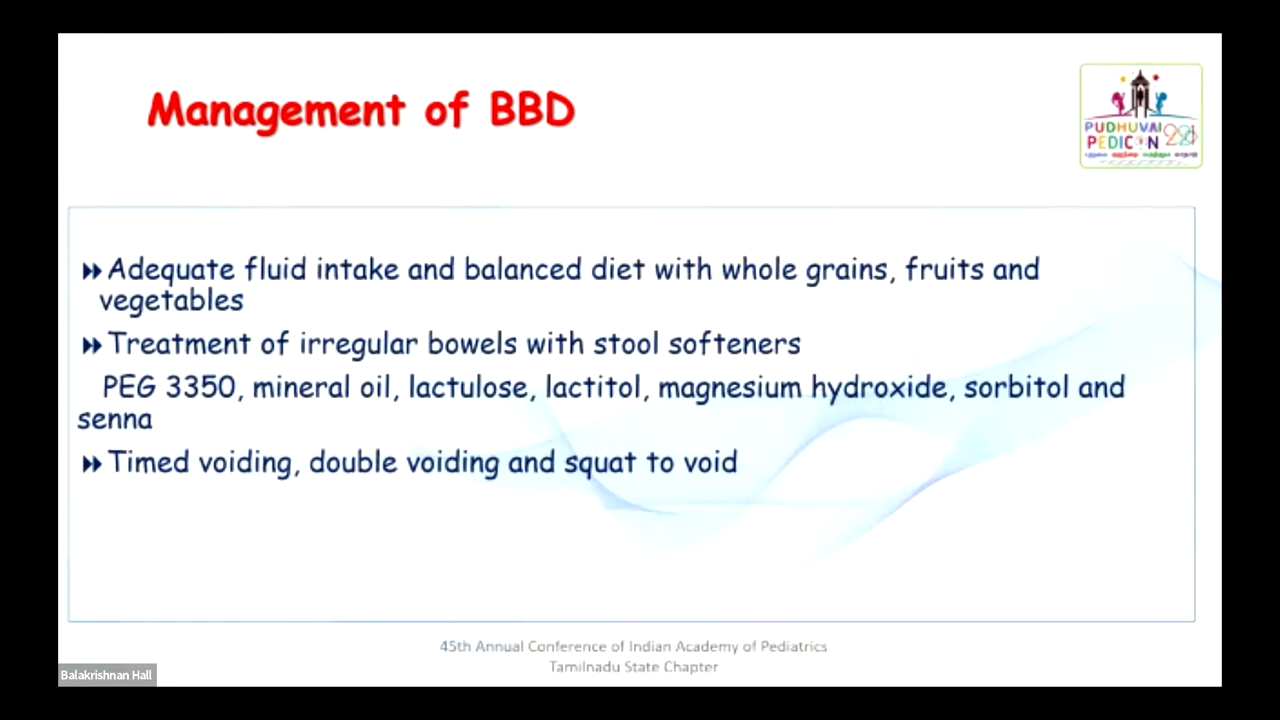 Management of BBD
PUDHUVAI
PEDICON
Adequate fluid intake and balanced diet with whole grains, fruits and
vegetables
Treatment of irregular bowels with stool softeners
PEG 3350, mineral oil, lactulose, lactitol, magnesium hydroxide, sorbitol and
senna
Timed voiding, double voiding and squat to void
45th Annual Conference of Indian Academy of Pediatrics
Tamilnadu State Chapter
Balakrishnan Hall